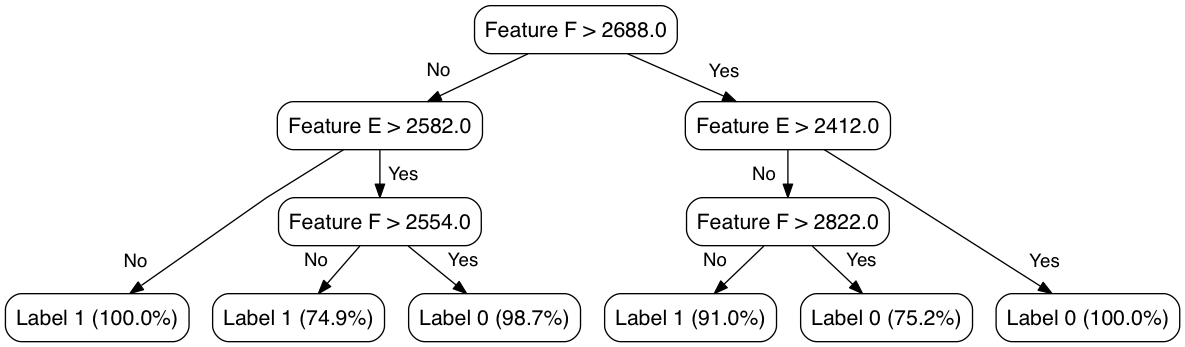 Feature F > 2688.0
No
Yes
Feature E > 2582.0
Feature E > 2412.0
Yes
No
Feature F > 2554.0
Feature F > 2822.0
No
No
Yes
No
Yes
Yes
Label 1 (100.0%)
Label 1 (74.9%)
Label 0 (98.7%)
Label 1 (91.0%)
Label 0 (75.2%)
Label 0 (100.0%)